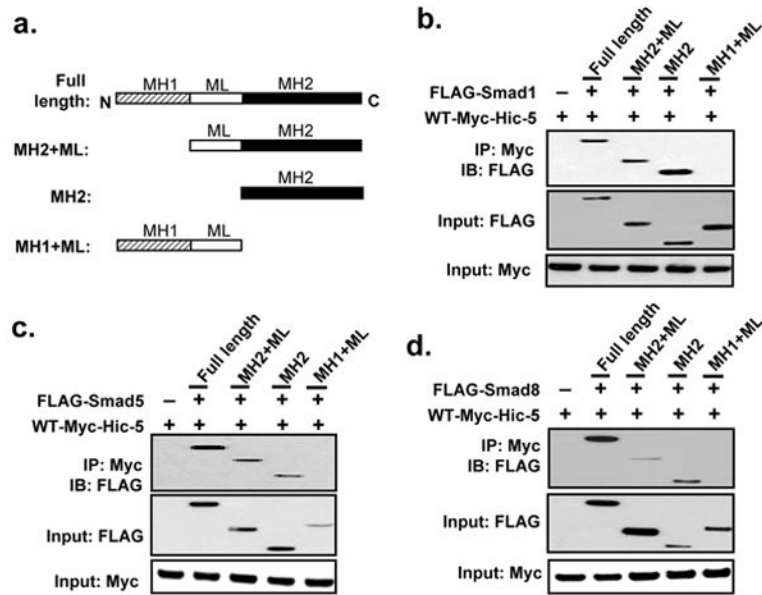 a.
Full length:
N
MH1
ML
MH2
C
MH2+ML:
ML
MH2
MH2:
MH2
MH1+ML:
MH1
ML
b.
Full length
MH2+ML
MH2
MH1+ML
FLAG-Smad1 – + + + +
WT-Myc-Hic-5 + + + + +
IP: Myc
IB: FLAG
Input: FLAG
Input: Myc
c.
Full length
MH2+ML
MH2
MH1+ML
FLAG-Smad5 – + + + +
WT-Myc-Hic-5 + + + + +
IP: Myc
IB: FLAG
Input: FLAG
Input: Myc
d.
Full length
MH2+ML
MH2
MH1+ML
FLAG-Smad8 – + + + +
WT-Myc-Hic-5 + + + + +
IP: Myc
IB: FLAG
Input: FLAG
Input: Myc